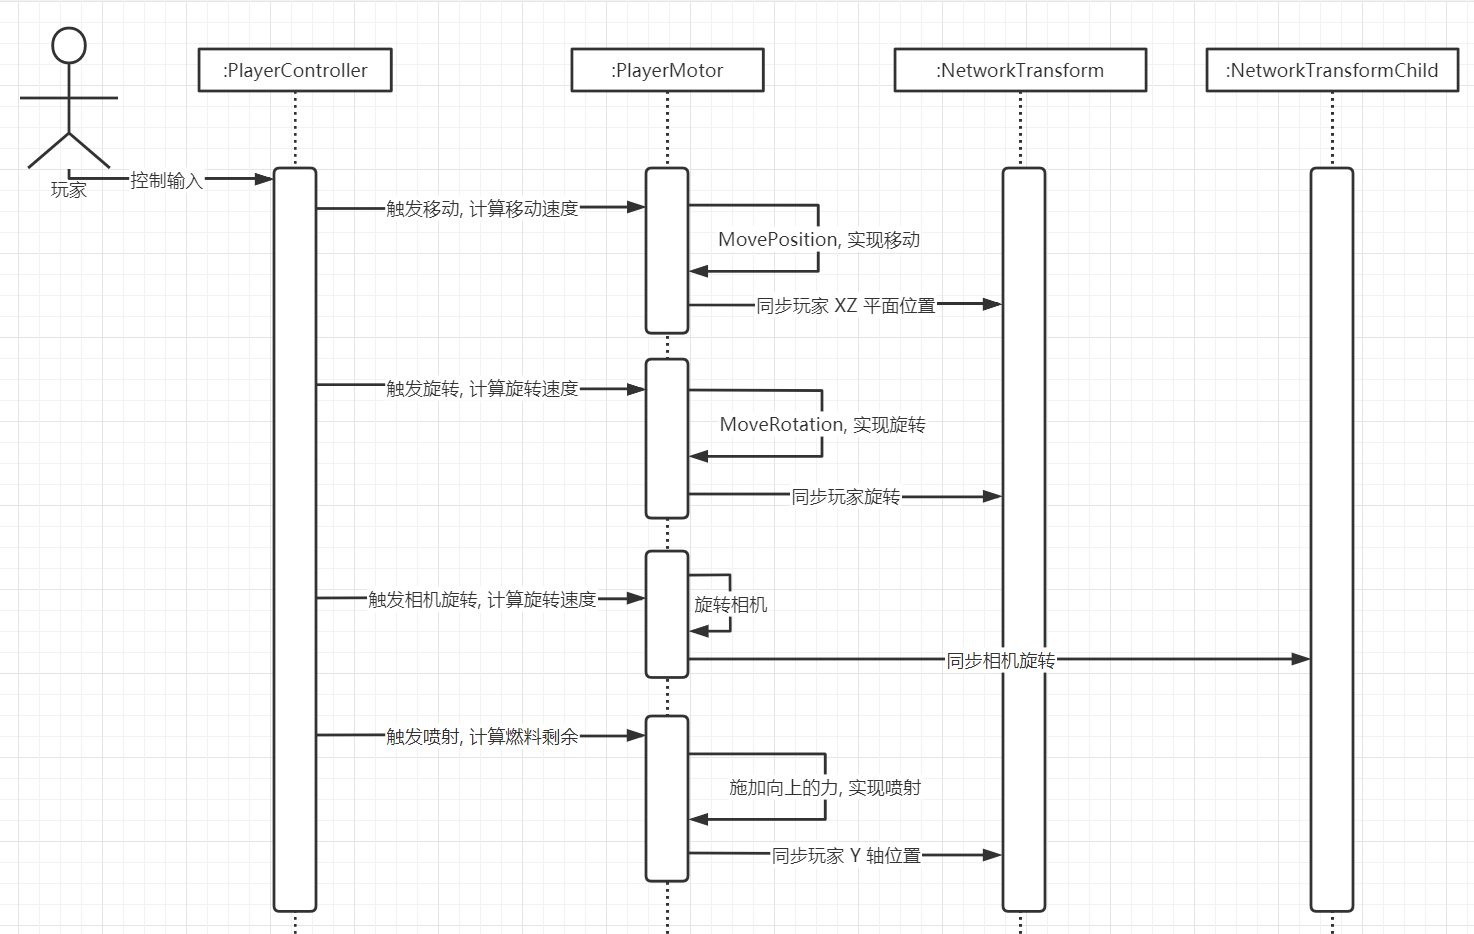 :PlayerController
:PlayerMotor
:NetworkTransform
:NetworkTransformChild
玩家
控制输入
触发移动, 计算移动速度
MovePosition, 实现移动
同步玩家 XZ 平面位置
触发旋转, 计算旋转速度
MoveRotation, 实现旋转
同步玩家旋转
触发相机旋转, 计算旋转速度
旋转相机
同步相机旋转
触发喷射, 计算燃料剩余
施加向上的力, 实现喷射
同步玩家 Y 轴位置